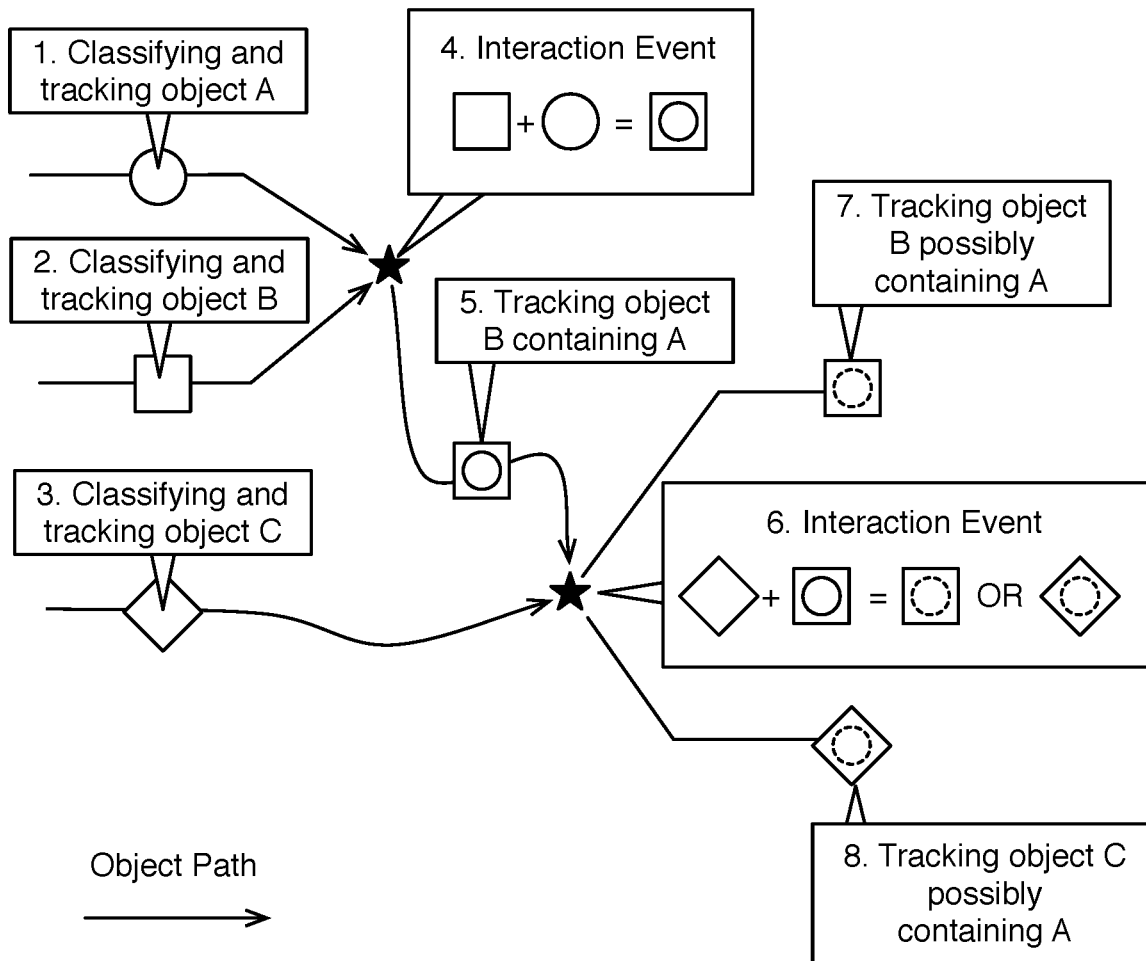 1. Classifying and
tracking object A
4. Interaction Event
+ =
2. Classifying and
tracking object B
7. Tracking object
B possibly
containing A
5. Tracking object
B containing A
3. Classifying and
tracking object C
6. Interaction Event
+ = OR
Object Path
8. Tracking object C
possibly
containing A